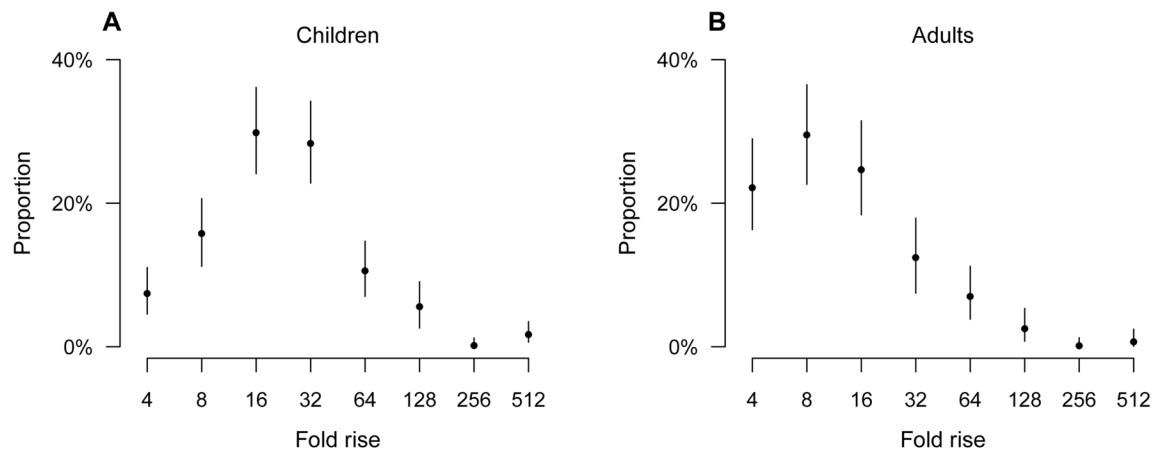 A
Children
40%
20%
0%
Proportion
4 8 16 32 64 128 256 512
Fold rise
B
Adults
40%
20%
0%
Proportion
4 8 16 32 64 128 256 512
Fold rise